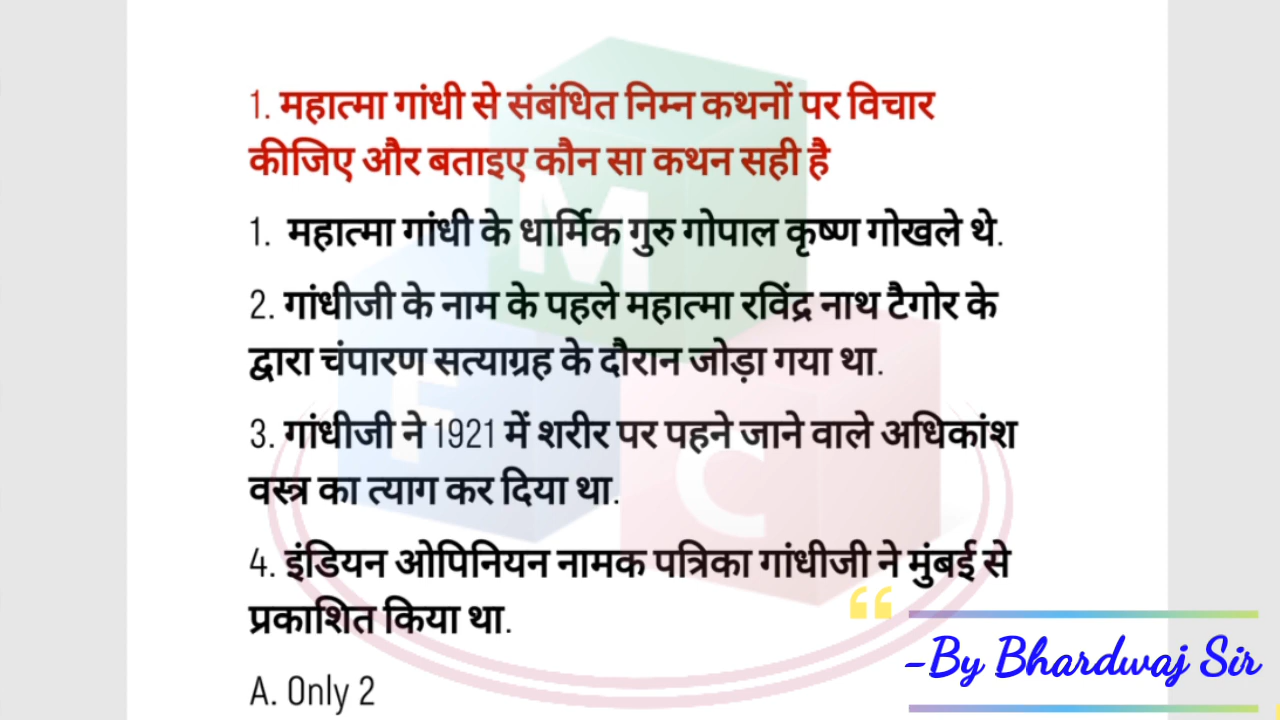 1. महात्मा गांधी से संबंधित निम्न कथनों पर विचार
कीजिए और बताइए कौन सा कथन सही है
1. महात्मा गांधी के धार्मिक गुरु गोपाल कृष्ण गोखले थे.
2. गांधीजी के नाम के पहले महात्मा रविंद्र नाथ टैगोर के
द्वारा चंपारण सत्याग्रह के दौरान जोड़ा गया था.
3. गांधीजी ने 1921 में शरीर पर पहने जाने वाले अधिकांश
वस्त्र का त्याग कर दिया था.
4. इंडियन ओपिनियन नामक पत्रिका गांधीजी ने मुंबई से
प्रकाशित किया था.
A. Only 2
“
-By Bhardwaj Sir
M
F
C